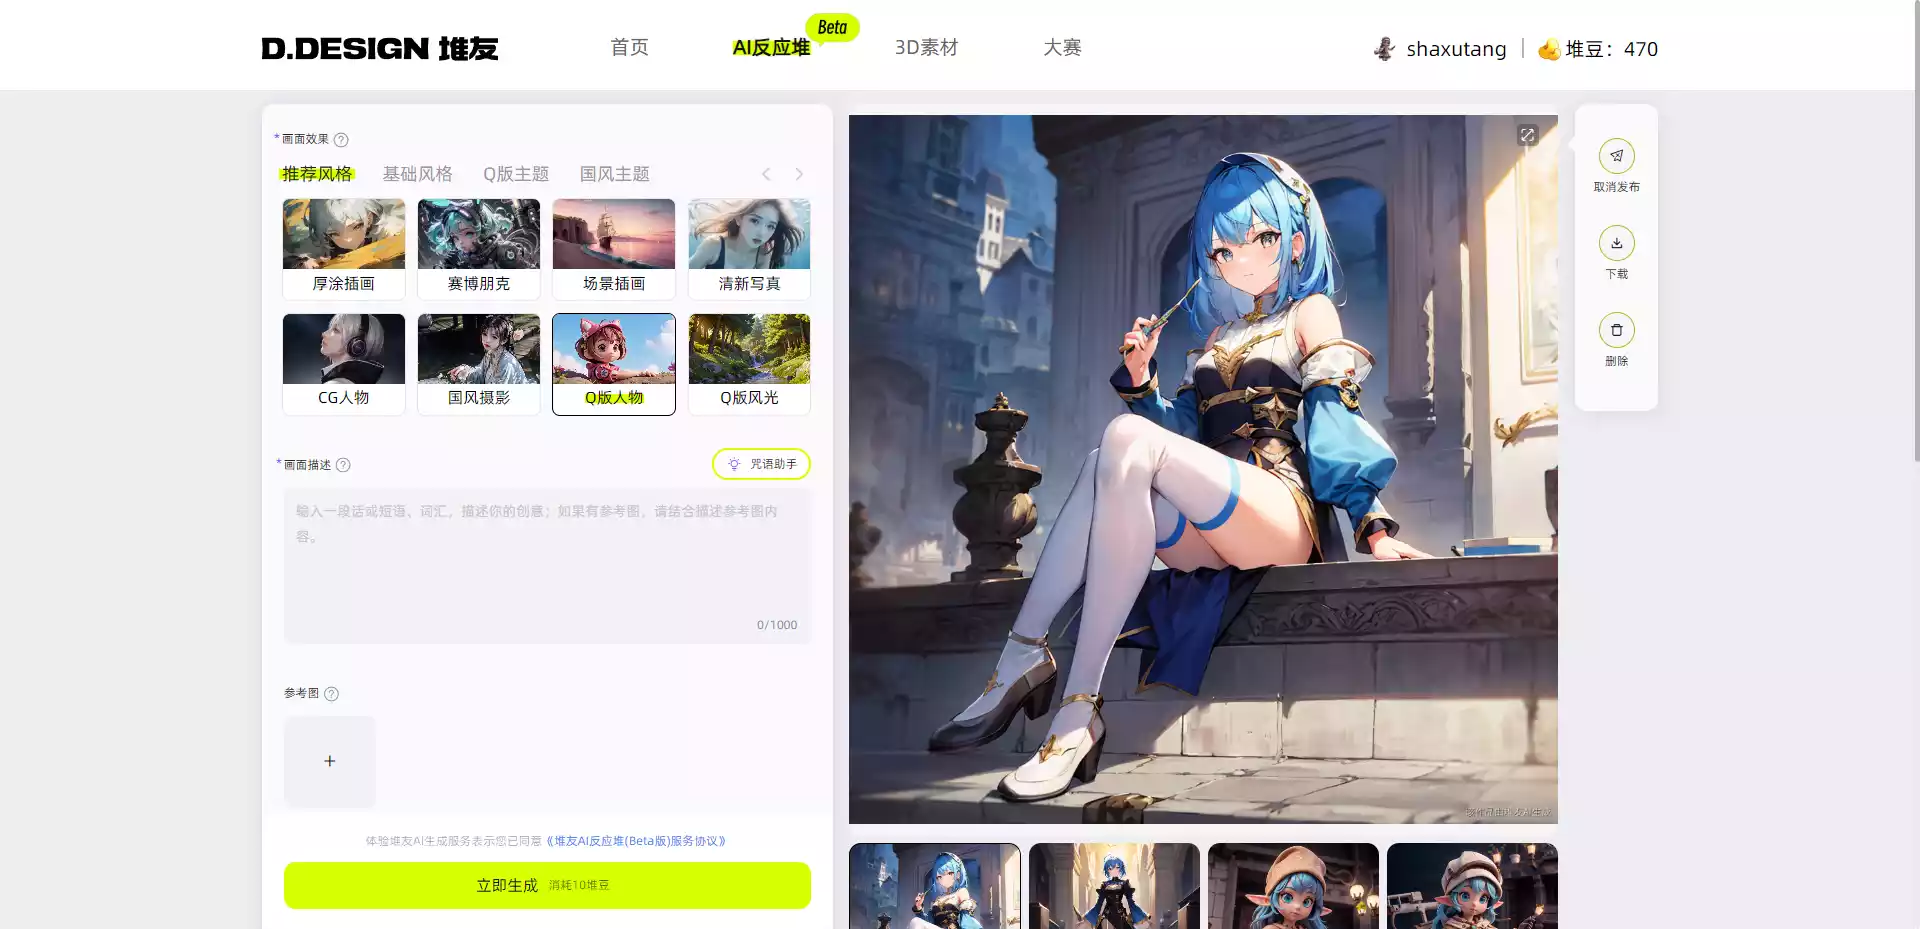 D.DESIGN 堆友
首页
AI反应堆
Beta
3D素材
大赛
shaxutang
堆豆：470
*画面效果 ?
推荐风格 基础风格 Q版主题 国风主题
厚涂插画 赛博朋克 场景插画 清新写真
CG人物 国风摄影 Q版人物 Q版风光
*画面描述 ?
咒语助手
输入一段话或短语、词汇，描述你的创意；如果有参考图，请结合描述参考图内
容。
0/1000
参考图 ?
+
体验堆友AI生成服务表示您已同意《堆友AI反应堆(Beta版)服务协议》
立即生成 消耗10堆豆
取消发布
下载
删除